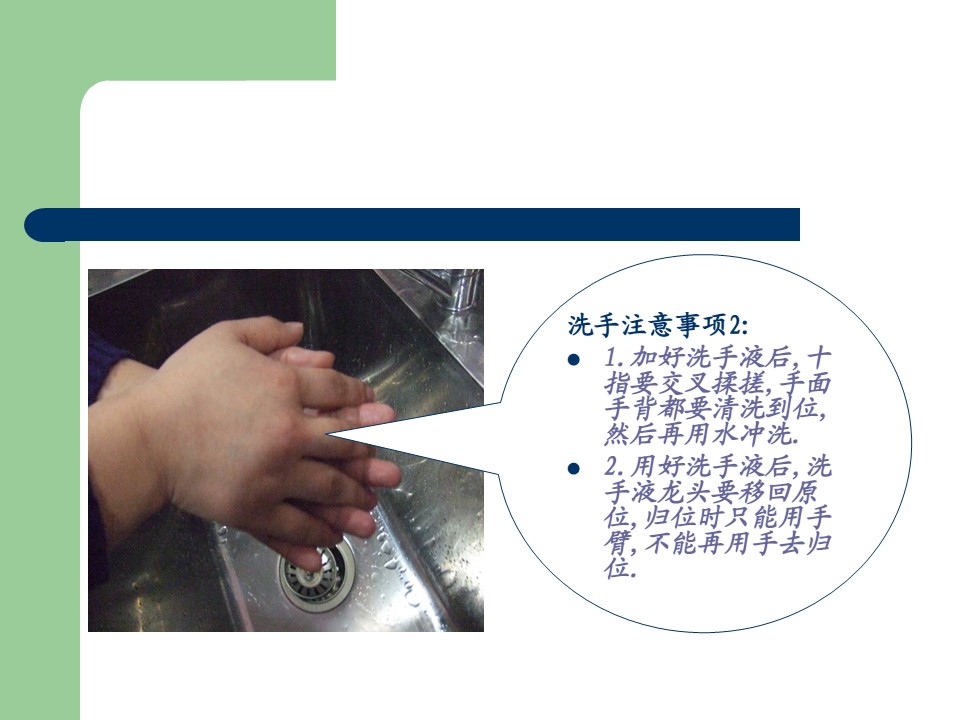 洗手注意事项2:
1.加好洗手液后,十
指要交叉揉搓,手面
手背都要清洗到位,
然后再用水冲洗.
2.用好洗手液后,洗
手液龙头要移回原
位,归位时只能用手
臂,不能再用手去归
位.